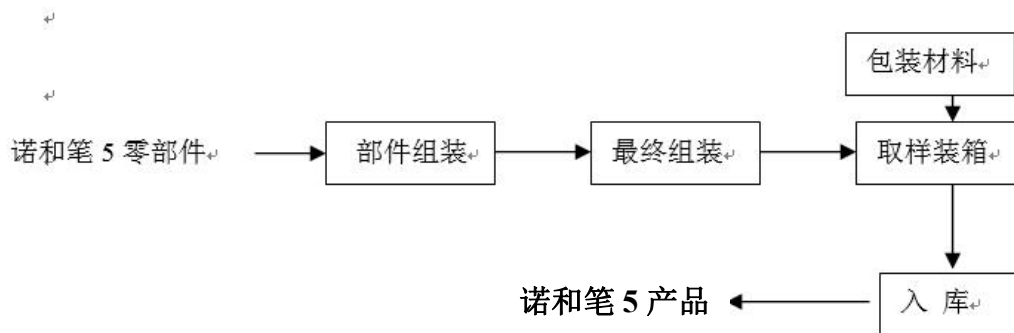 包装材料
诺和笔 5 零部件
部件组装
最终组装
取样装箱
入 库
诺和笔 5 产品